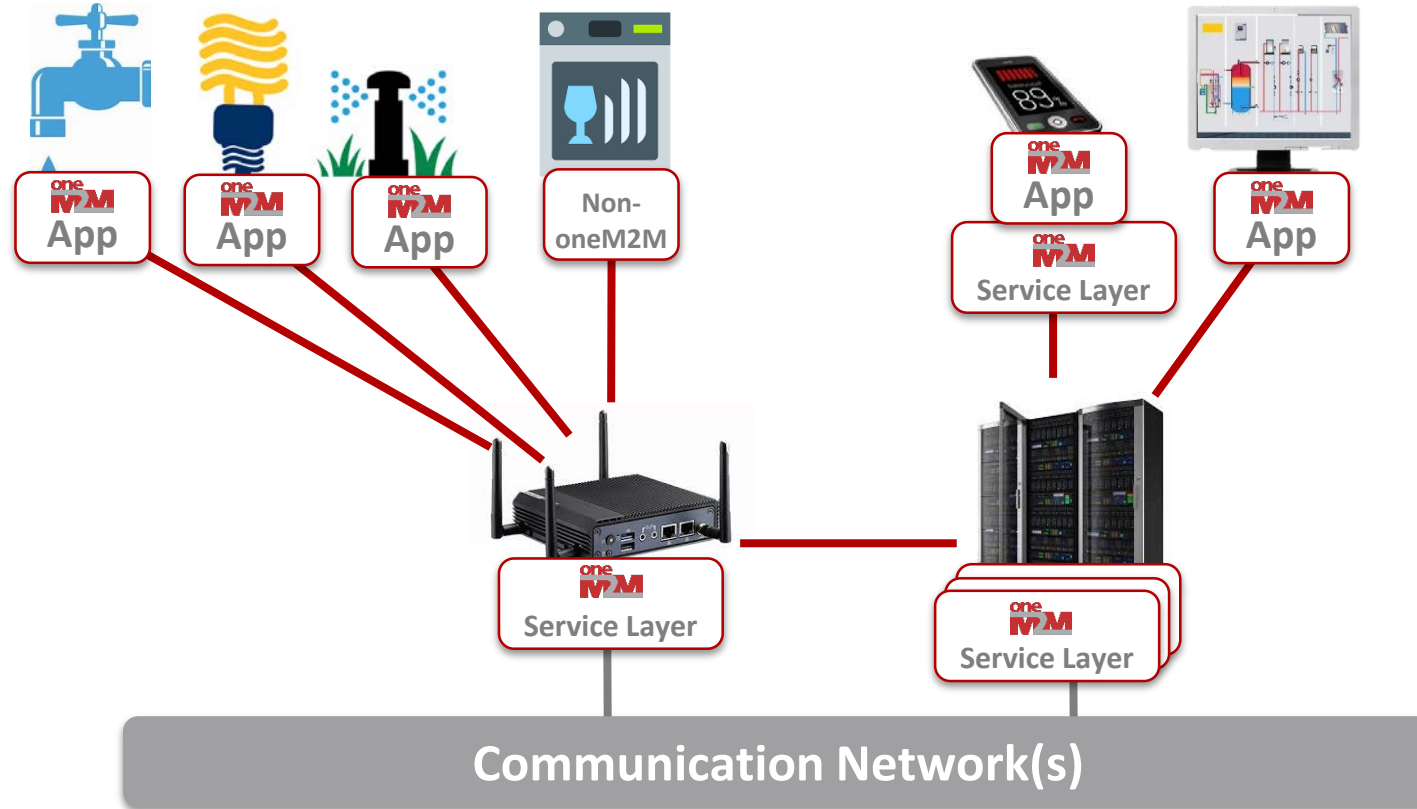 one
M2M
App
one
M2M
App
one
M2M
App
Non-
oneM2M
89%
one
M2M
App
one
M2M
Service Layer
one
M2M
App
one
M2M
Service Layer
one
M2M
Service Layer
Communication Network(s)